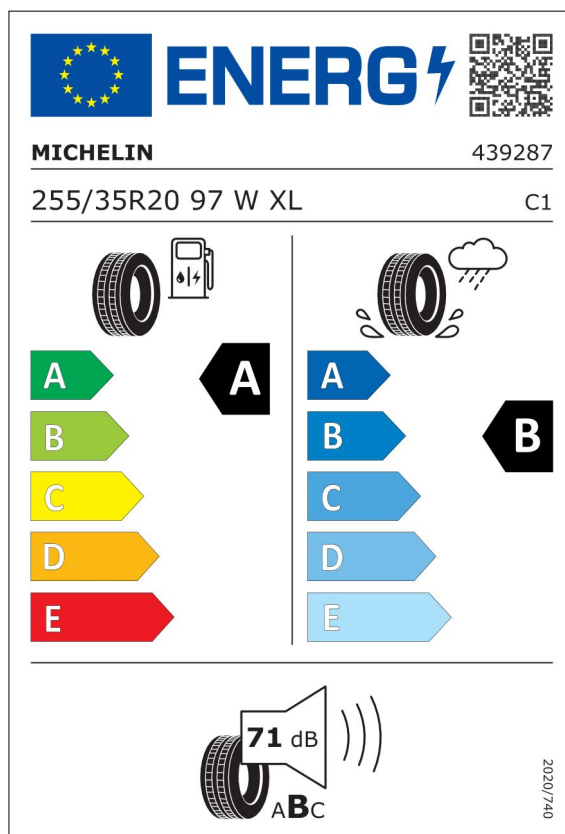 ENERG
MICHELIN 439287
255/35R20 97 W XL C1
A A
B
C
D
E
A
B B
C
D
E
71 dB
ABC
2020/740